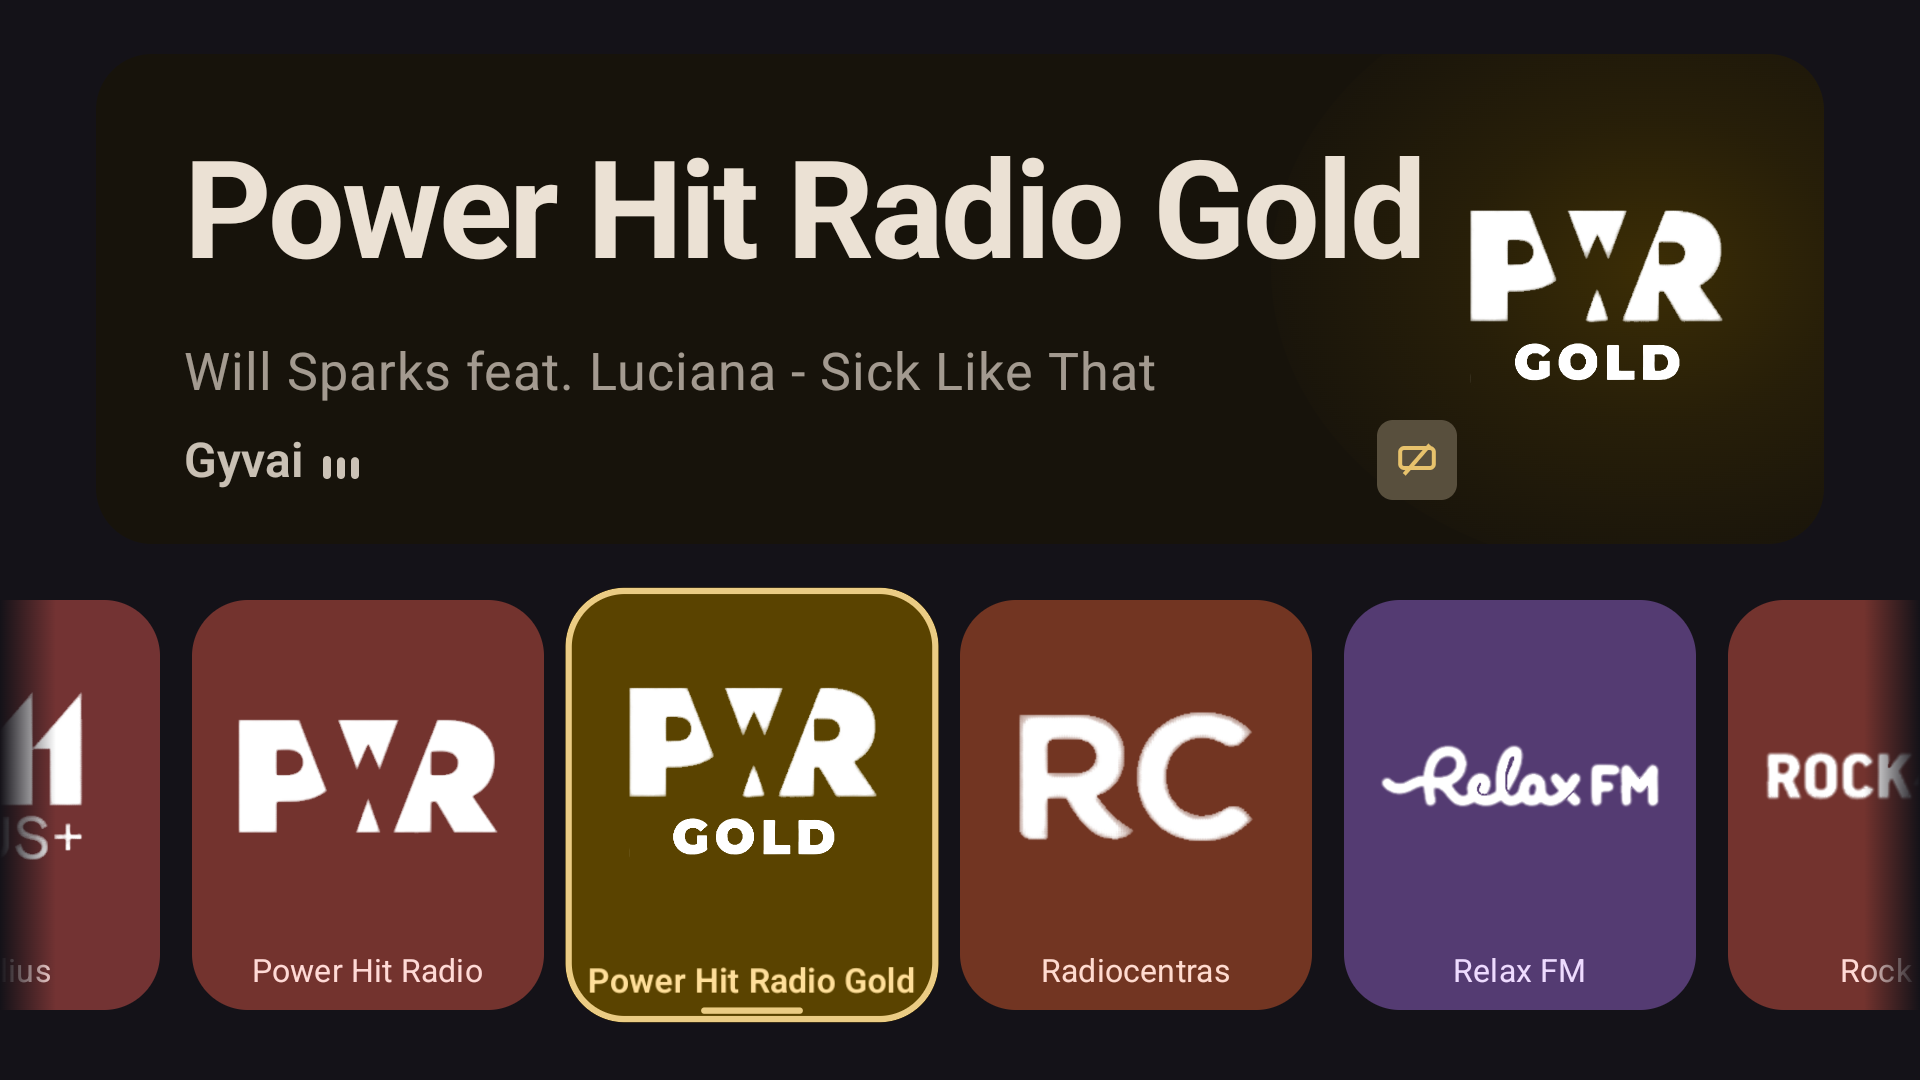 Power Hit Radio Gold
PWR
GOLD
Will Sparks feat. Luciana - Sick Like That
Gyvai
PWR
Power Hit Radio
PWR
GOLD
Power Hit Radio Gold
RC
Radiocentras
Relax FM
Relax FM
ROCK
Rock